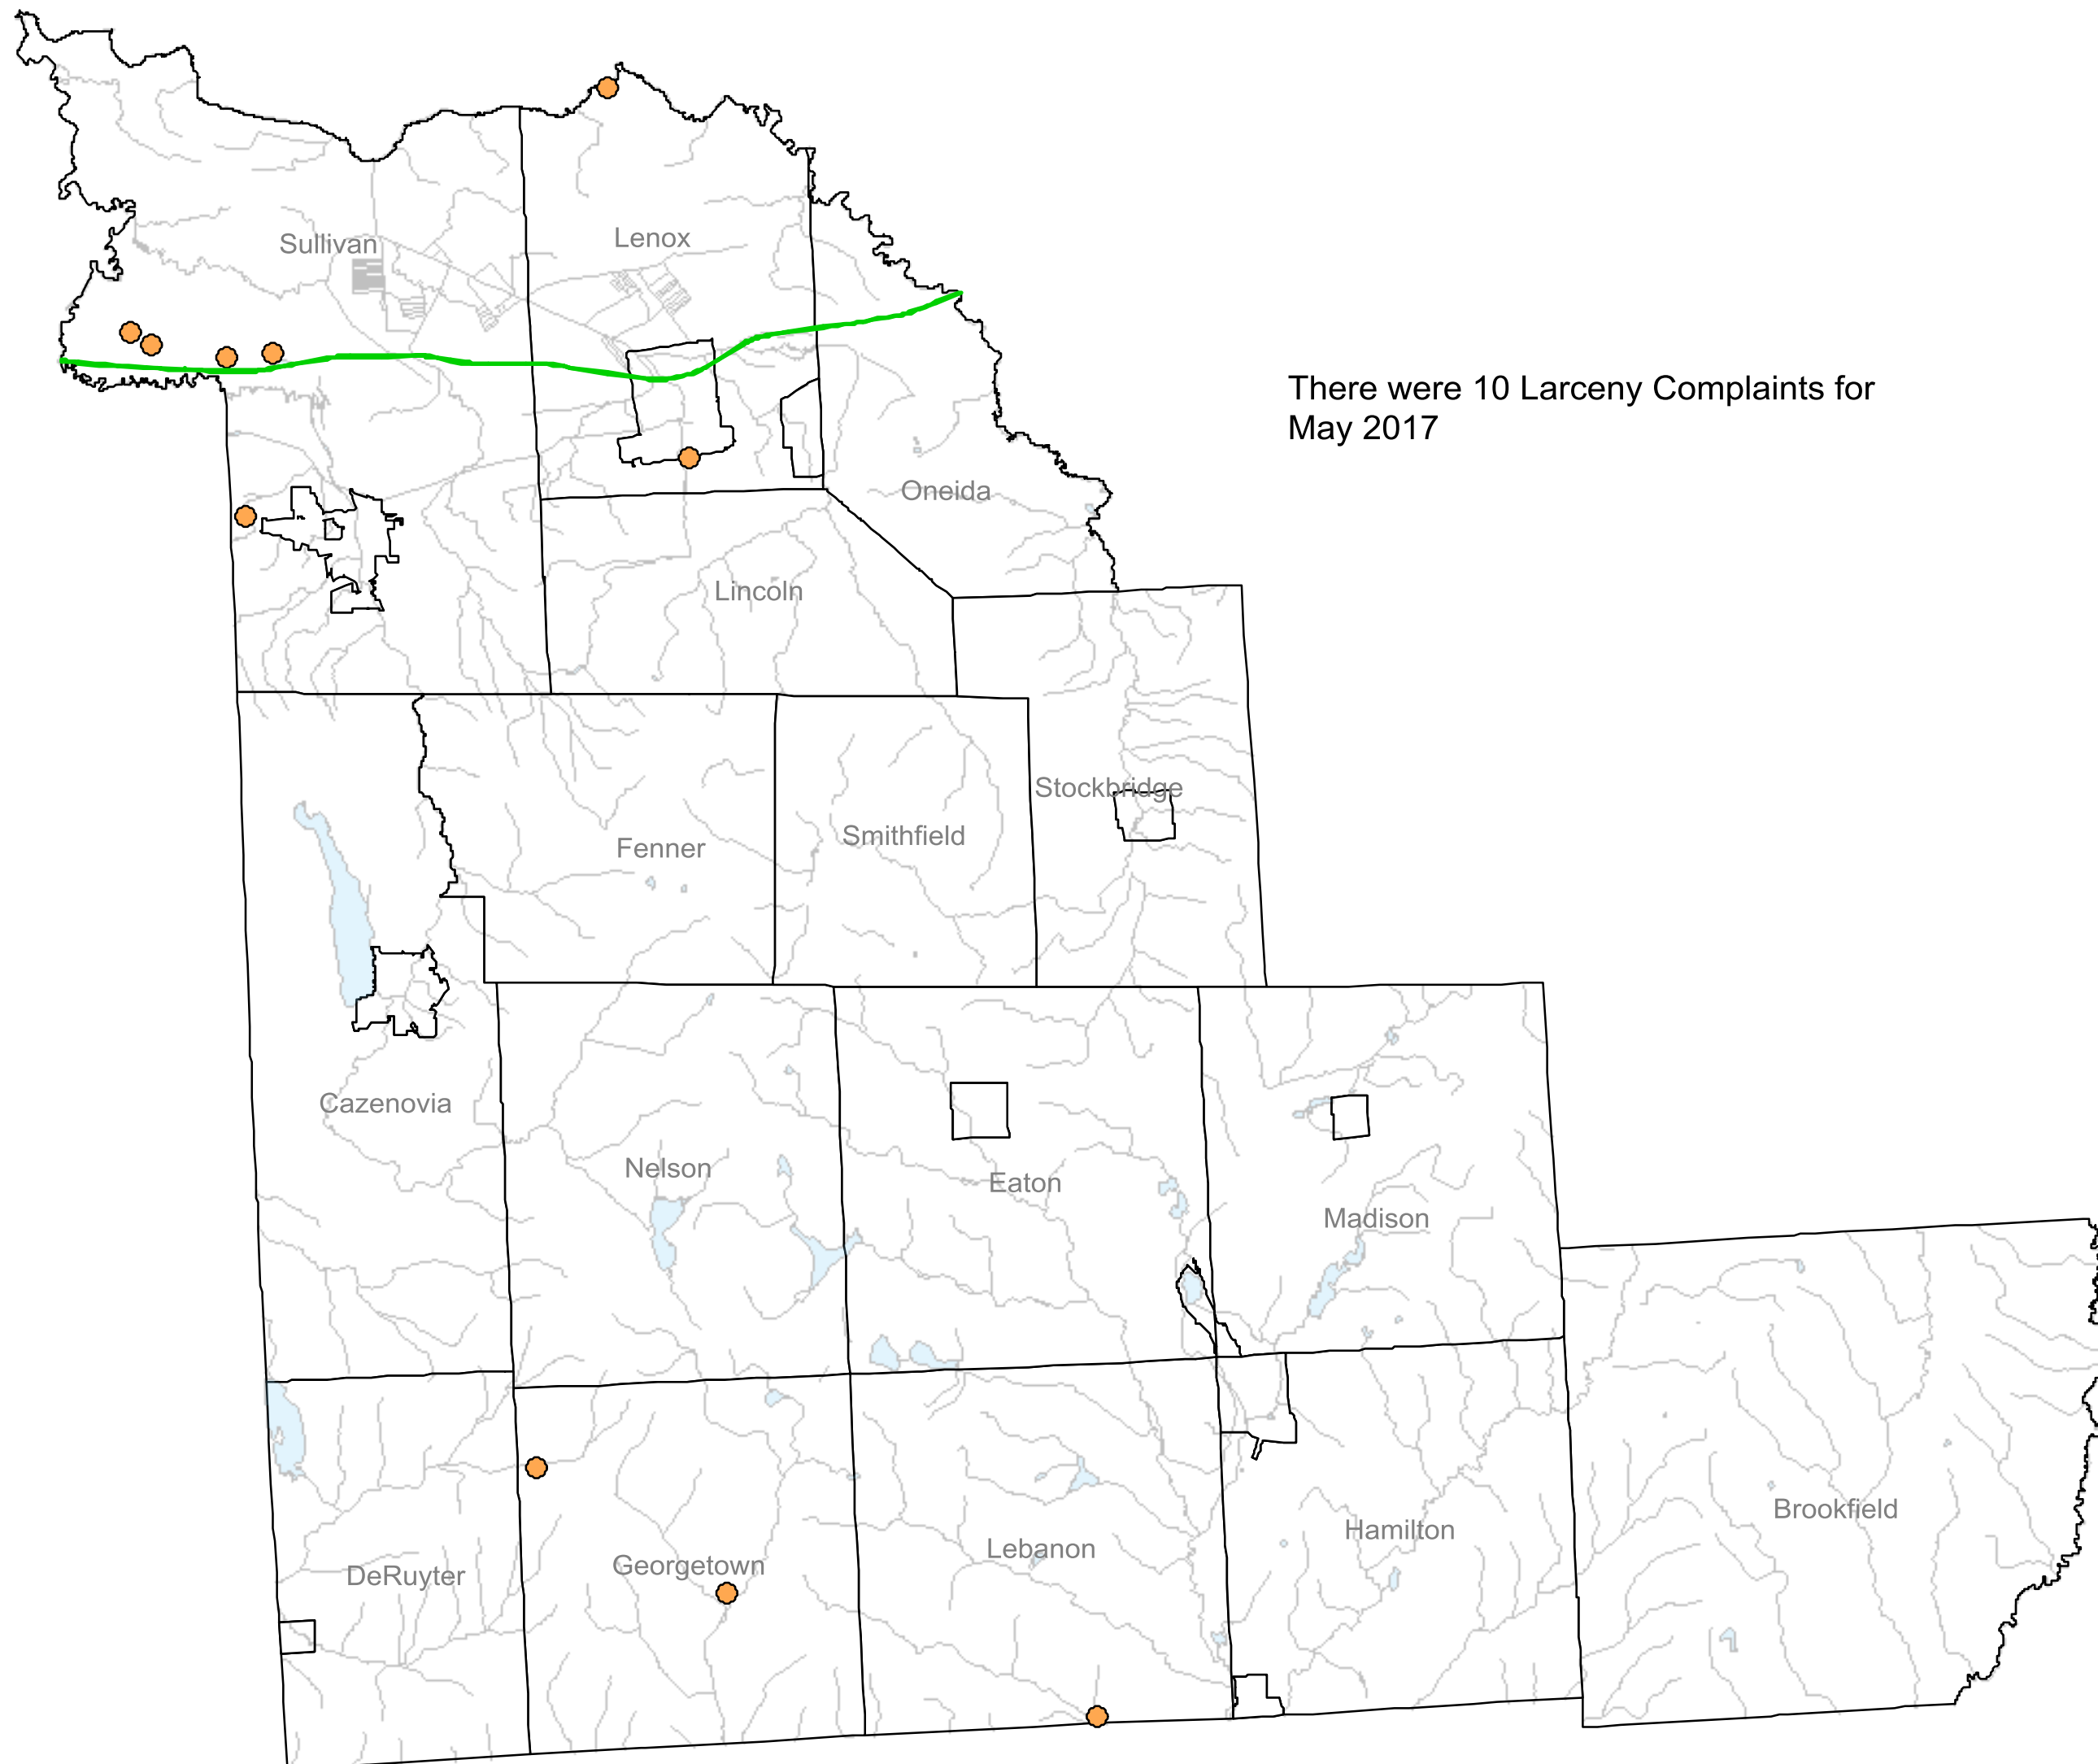 Sullivan
Lenox
There were 10 Larceny Complaints for
May 2017
Oneida
Lincoln
Stockbridge
Smithfield
Fenner
Cazenovia
Nelson
Eaton
Madison
Brookfield
Hamilton
Lebanon
Georgetown
DeRuyter